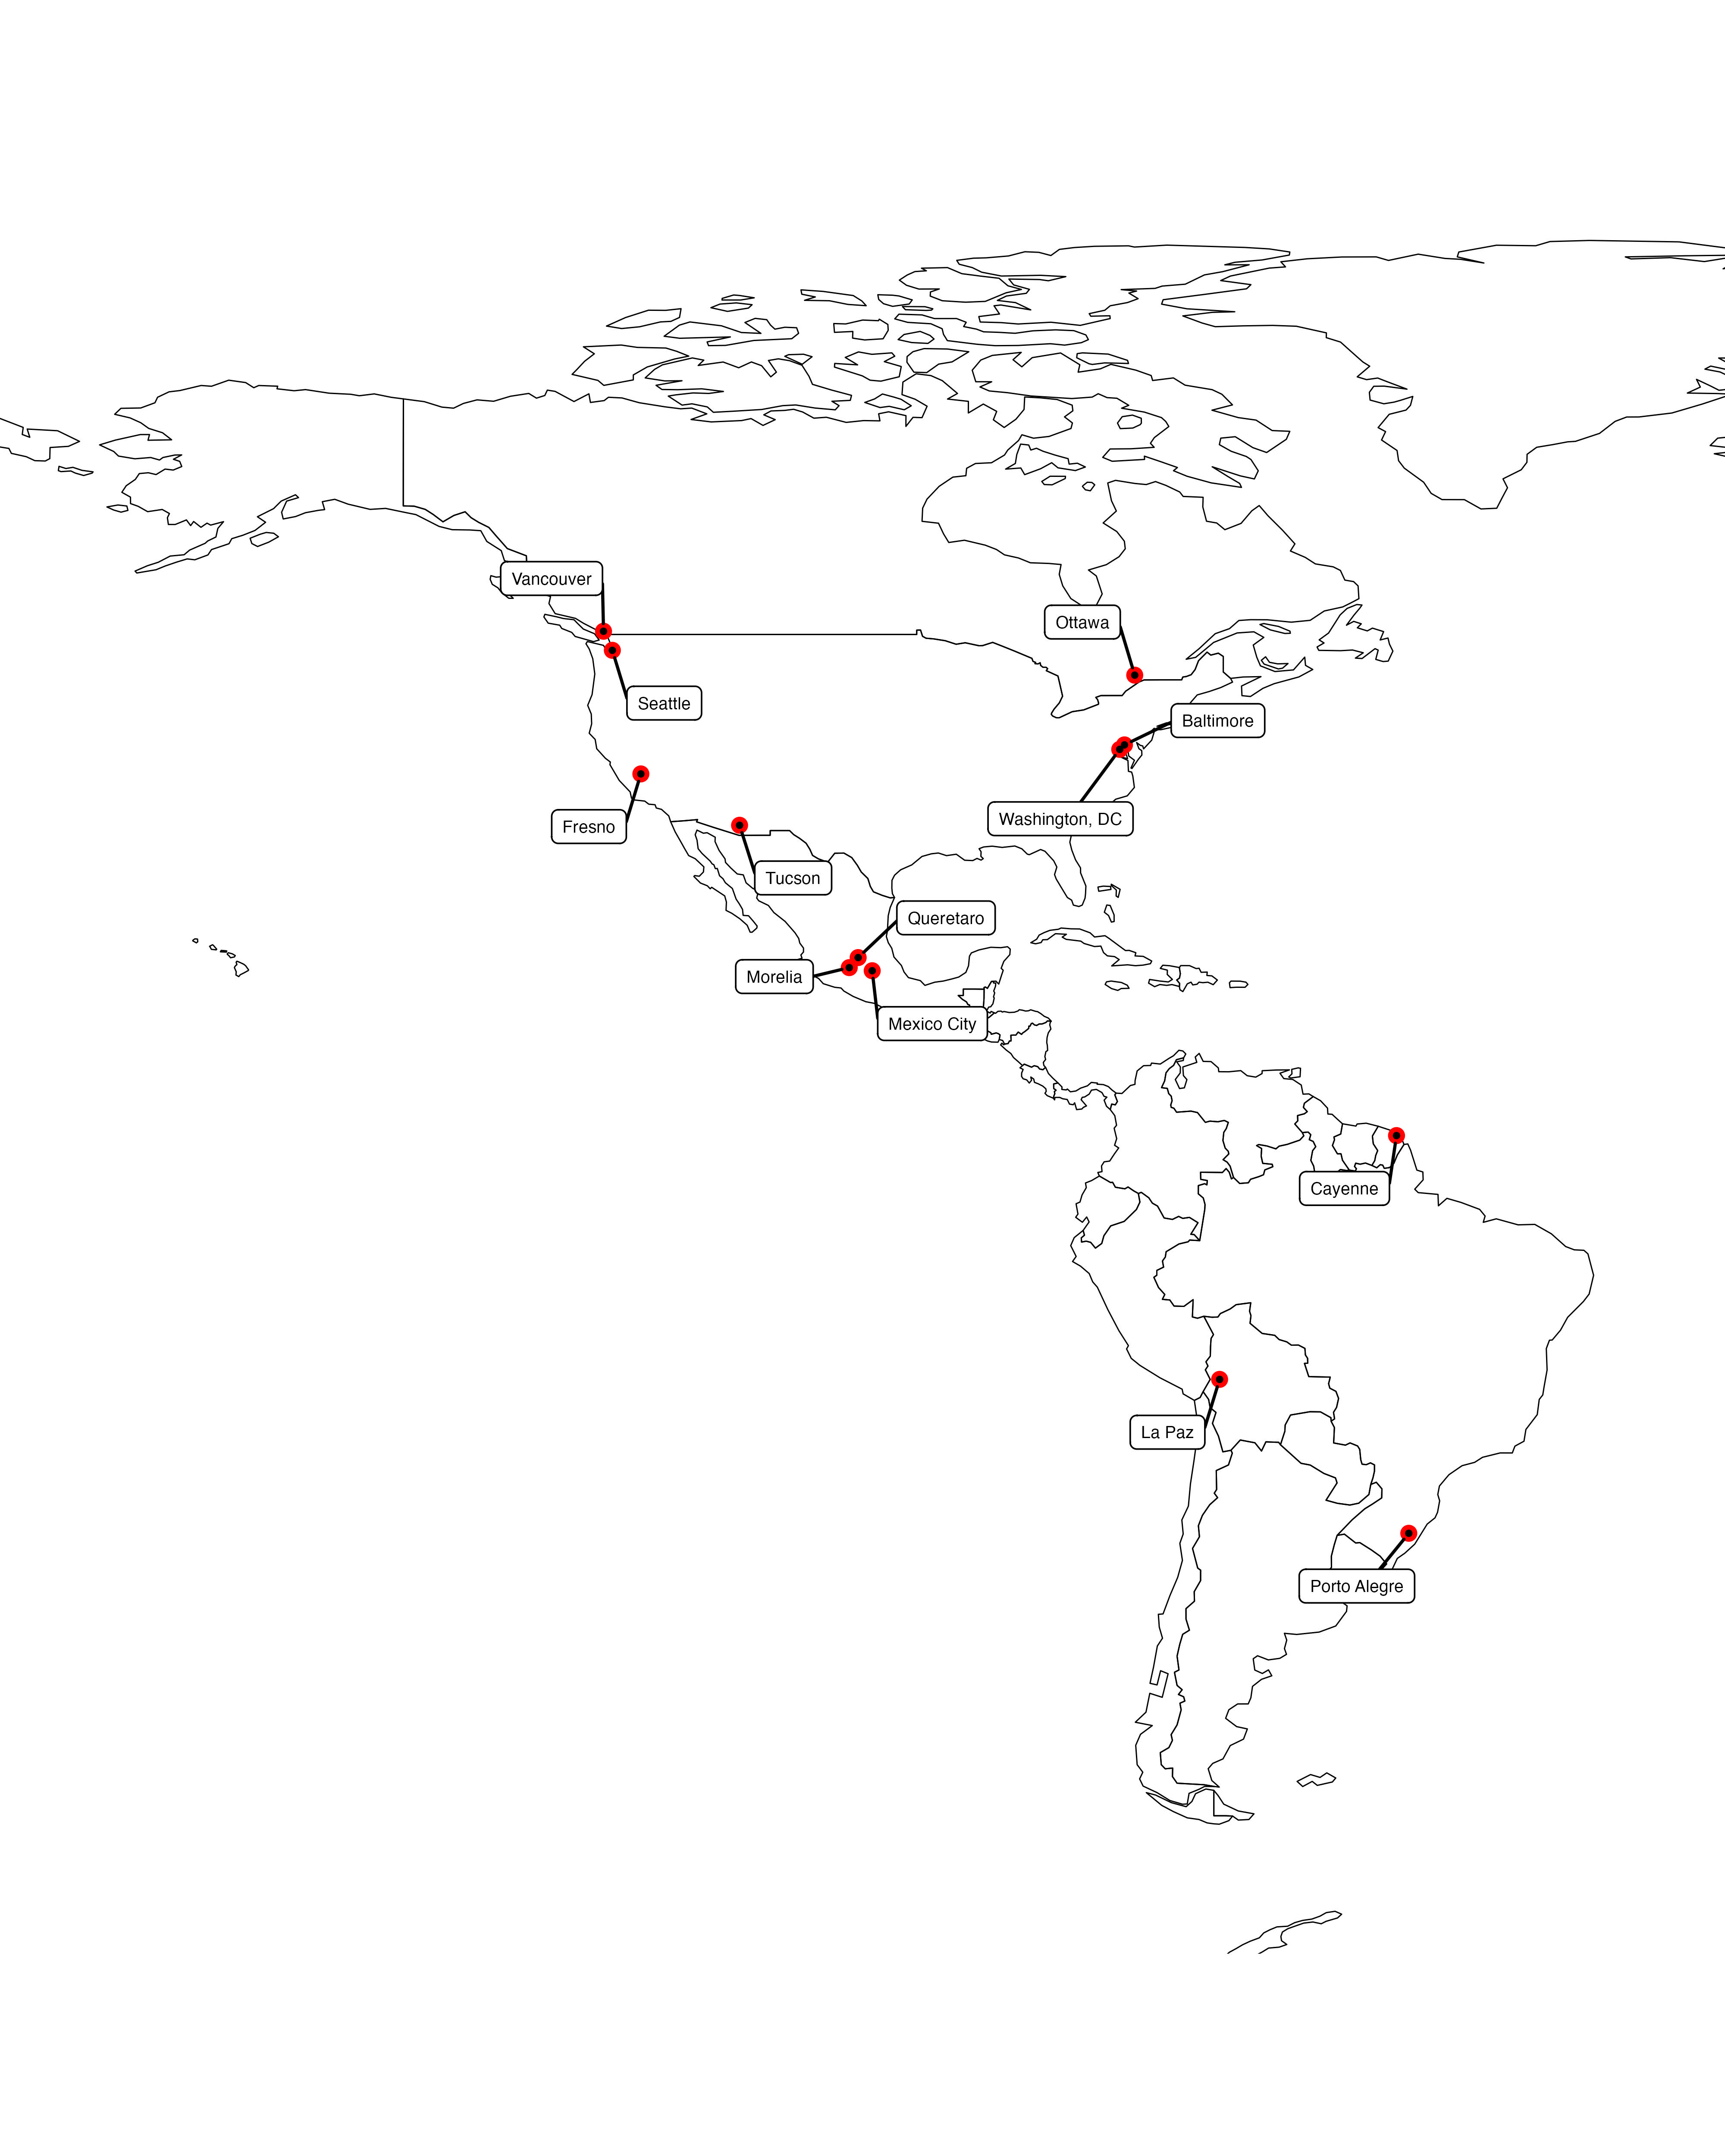 Vancouver
Ottawa
Seattle
Baltimore
Washington, DC
Fresno
Tucson
Queretaro
Morelia
Mexico City
Cayenne
La Paz
Porto Alegre